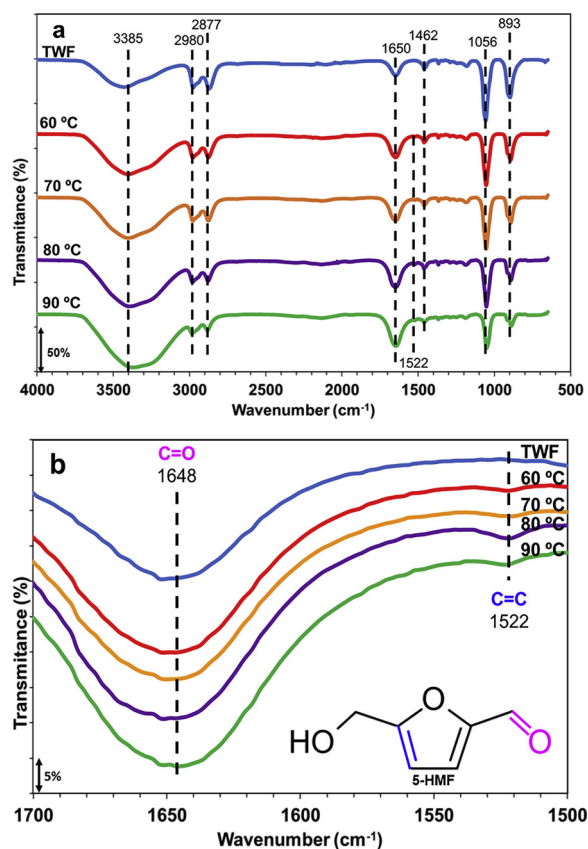 a
3385
2980
2877
1650
1462
1056
893
TWF
60 ºC
70 ºC
80 ºC
90 ºC
50%
1522
Transmitance (%)
4000 3500 3000 2500 2000 1500 1000 500
Wavenumber (cm-1)
b
C=O
1648
TWF
60 ºC
70 ºC
80 ºC
90 ºC
C=C
1522
Transmitance (%)
HO
O
O
5-HMF
5%
1700 1650 1600 1550 1500
Wavenumber (cm-1)